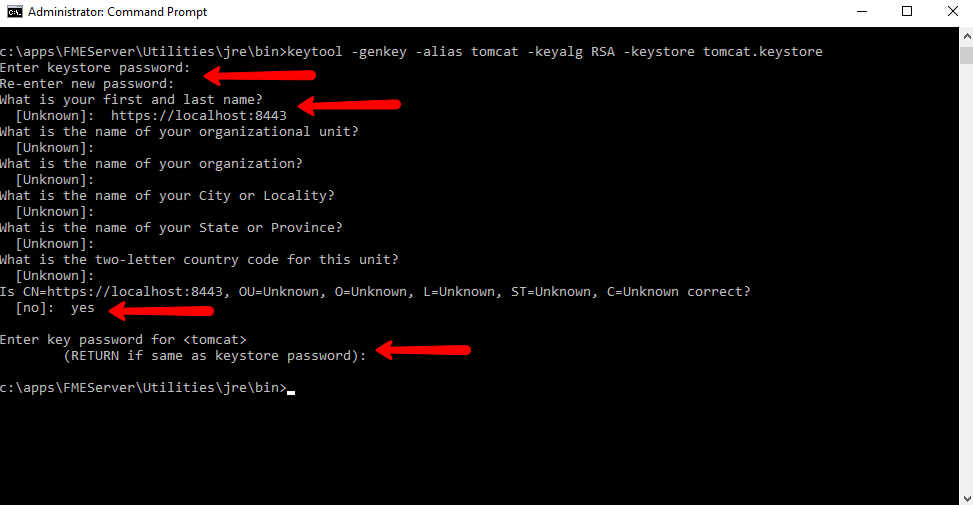 Administrator: Command Prompt
c:\apps\FMEServer\Utilities\jre\bin>keytool -genkey -alias tomcat -keyalg RSA -keystore tomcat.keystore
Enter keystore password:
Re-enter new password:
What is your first and last name?
  [Unknown]:  https://localhost:8443
What is the name of your organizational unit?
  [Unknown]:
What is the name of your organization?
  [Unknown]:
What is the name of your City or Locality?
  [Unknown]:
What is the name of your State or Province?
  [Unknown]:
What is the two-letter country code for this unit?
  [Unknown]:
Is CN=https://localhost:8443, OU=Unknown, O=Unknown, L=Unknown, ST=Unknown, C=Unknown correct?
  [no]:  yes
Enter key password for <tomcat>
        (RETURN if same as keystore password):
c:\apps\FMEServer\Utilities\jre\bin>